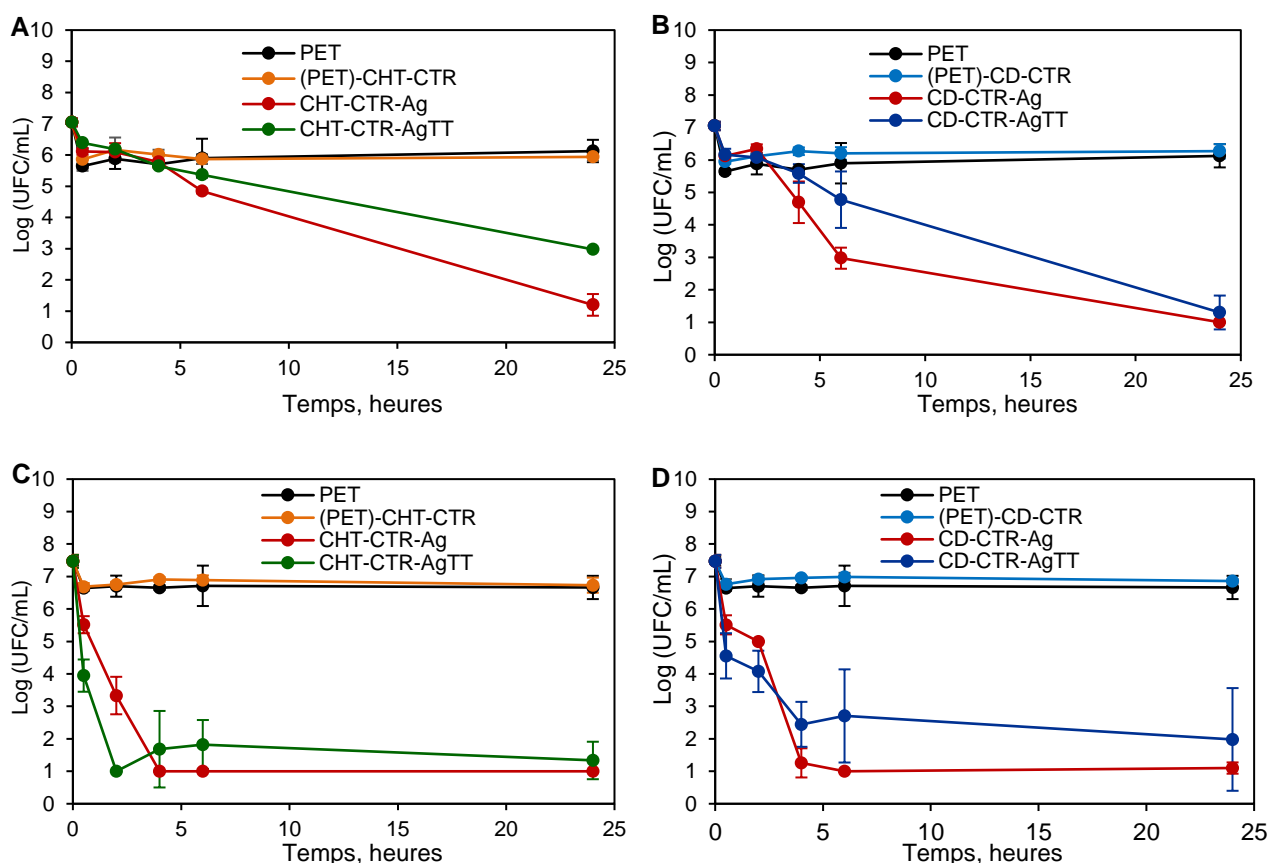 A
10
9
8
7
6
5
4
3
2
1
0
Log (UFC/mL)
PET
(PET)-CHT-CTR
CHT-CTR-Ag
CHT-CTR-AgTT
0 5 10 15 20 25
Temps, heures
B
10
9
8
7
6
5
4
3
2
1
0
Log (UFC/mL)
PET
(PET)-CD-CTR
CD-CTR-Ag
CD-CTR-AgTT
0 5 10 15 20 25
Temps, heures
C
10
9
8
7
6
5
4
3
2
1
0
Log (UFC/mL)
PET
(PET)-CHT-CTR
CHT-CTR-Ag
CHT-CTR-AgTT
0 5 10 15 20 25
Temps, heures
D
10
9
8
7
6
5
4
3
2
1
0
Log (UFC/mL)
PET
(PET)-CD-CTR
CD-CTR-Ag
CD-CTR-AgTT
0 5 10 15 20 25
Temps, heures